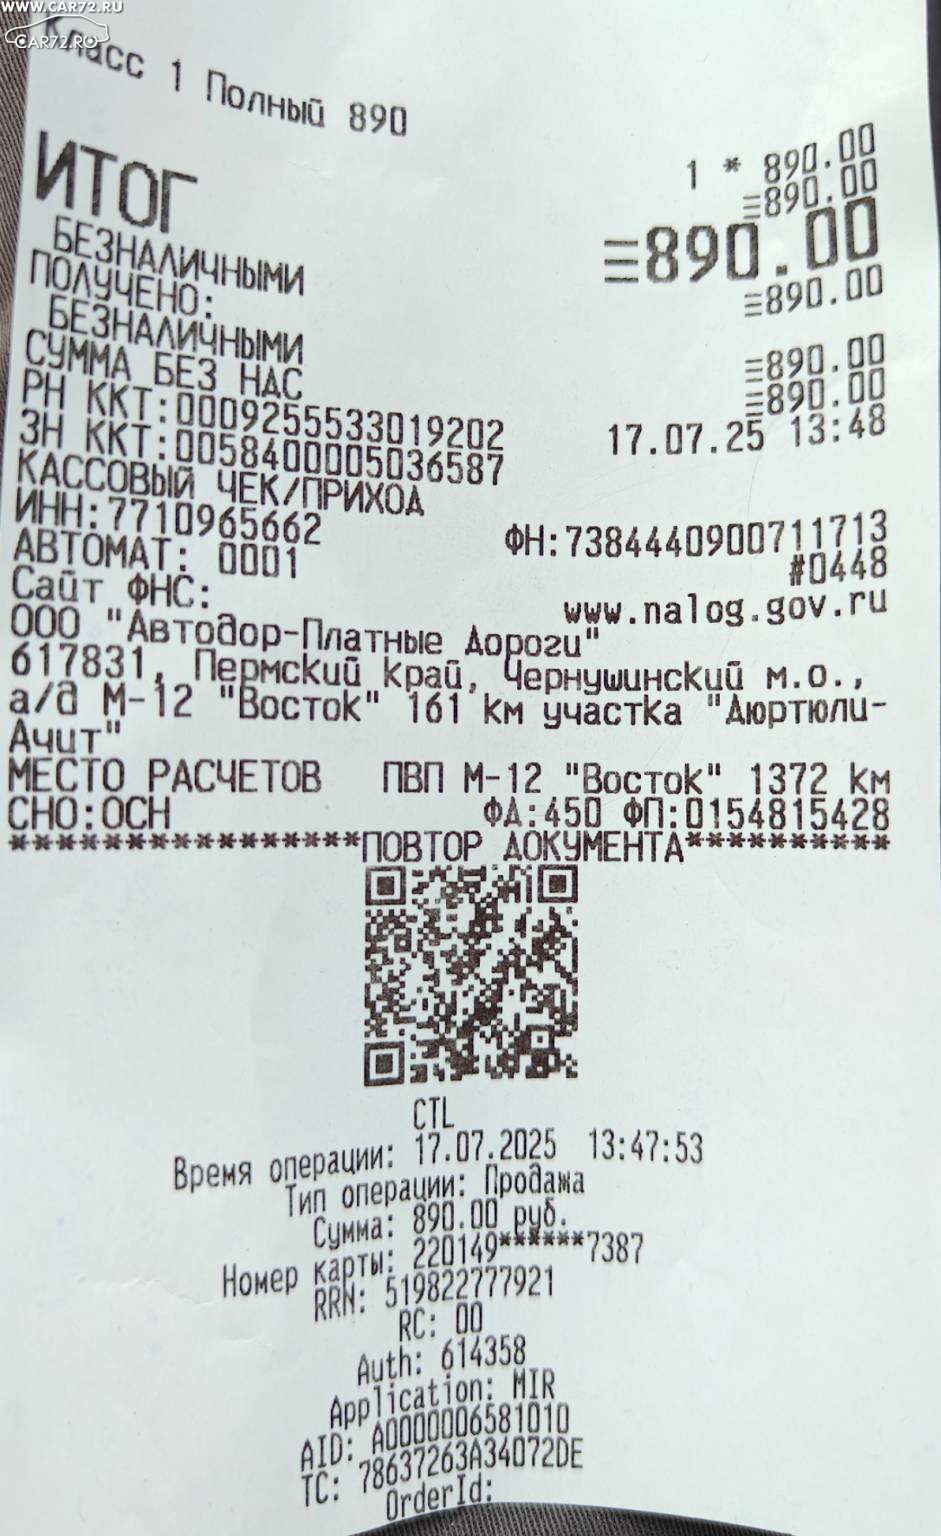 WWW.CAR72.RU
CAR72.RU
Класс 1 Полный 890
1 * 890.00
≡890.00
ИТОГ ≡890.00
БЕЗНАЛИЧНЫМИ ≡890.00
ПОЛУЧЕНО:
БЕЗНАЛИЧНЫМИ ≡890.00
СУММА БЕЗ НДС ≡890.00
РН ККТ:0009255533019202 17.07.25 13:48
ЗН ККТ:00584000005036587
КАССОВЫЙ ЧЕК/ПРИХОД
ИНН:7710965662 ФН:7384440900711713
АВТОМАТ: 0001 #0448
Сайт ФНС: www.nalog.gov.ru
ООО "Автодор-Платные Дороги"
617831, Пермский край, Чернушинский м.о.,
а/д М-12 "Восток" 161 км участка "Дюртюли-
Ачит"
МЕСТО РАСЧЕТОВ ПВП М-12 "Восток" 1372 км
СНО:ОСН ФД:450 ФП:0154815428
****************ПОВТОР ДОКУМЕНТА**********
CTL
Время операции: 17.07.2025 13:47:53
Тип операции: Продажа
Сумма: 890.00 руб.
Номер карты: 220149******7387
RRN: 519822777921
RC: 00
Auth: 614358
Application: MIR
AID: A0000006581010
TC: 78637263A34072DE
OrderId: